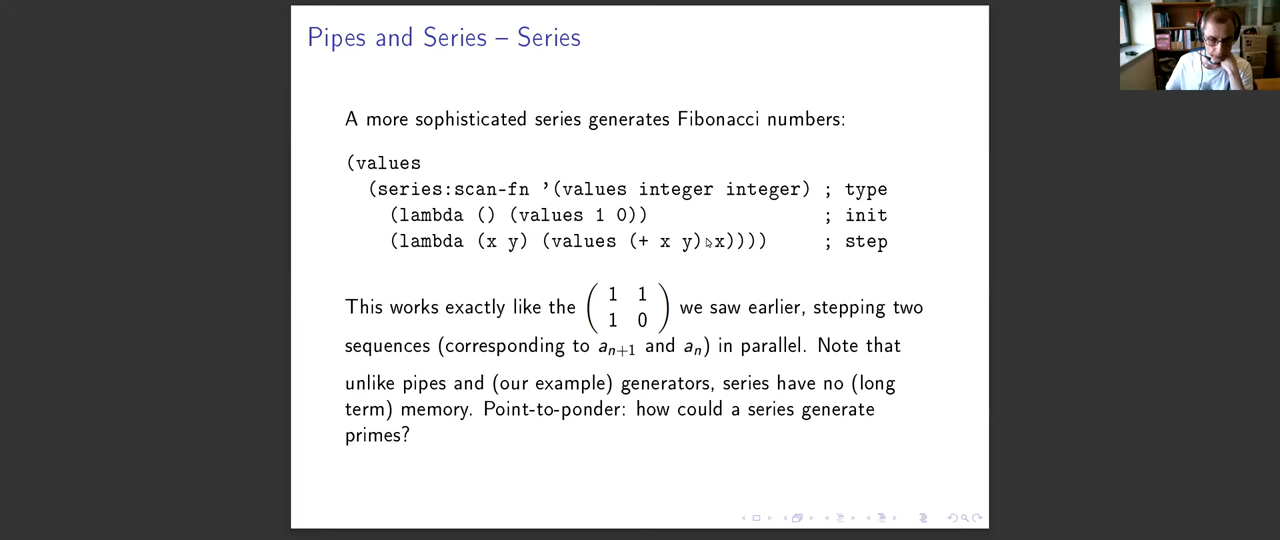 Pipes and Series – Series
A more sophisticated series generates Fibonacci numbers:
(values
(series:scan-fn ’(values integer integer) ; type
(lambda () (values 1 0)) ; init
(lambda (x y) (values (+ x y) x)))) ; step
This works exactly like the ( 1 1 1 0 ) we saw earlier, stepping two
sequences (corresponding to aₙ₊₁ and aₙ) in parallel. Note that
unlike pipes and (our example) generators, series have no (long
term) memory. Point-to-ponder: how could a series generate
primes?